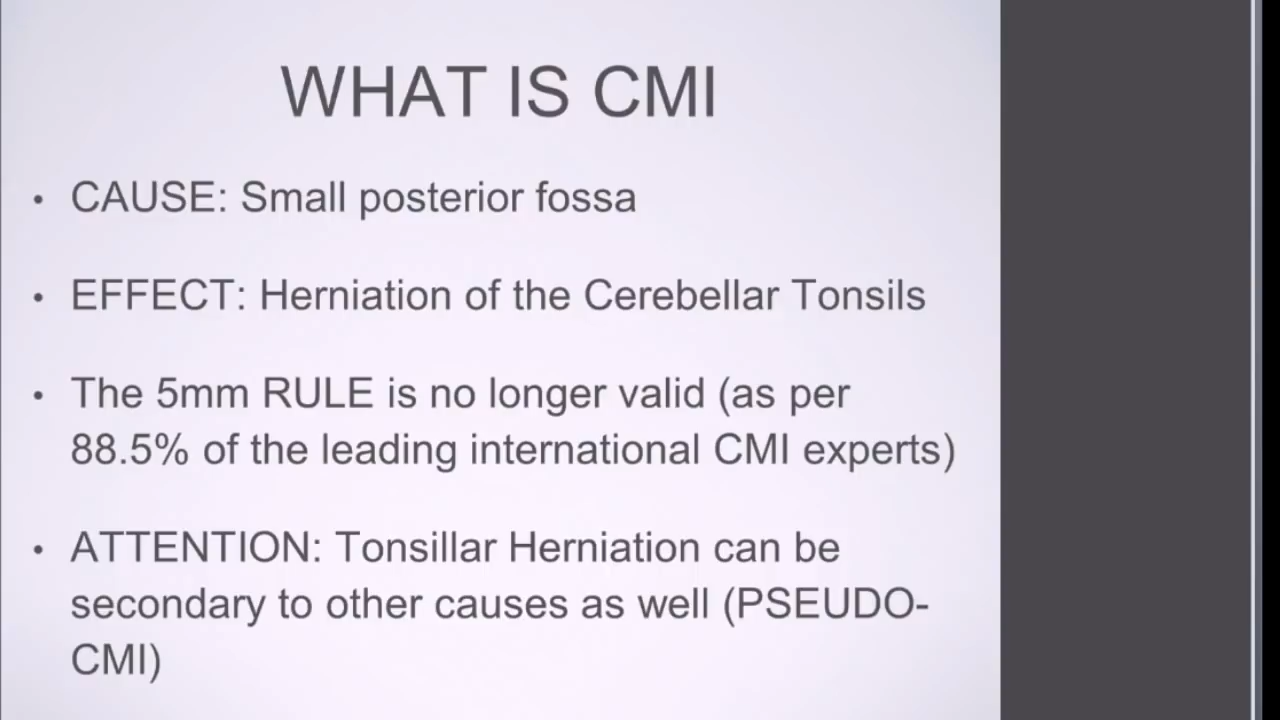 WHAT IS CMI
• CAUSE: Small posterior fossa
• EFFECT: Herniation of the Cerebellar Tonsils
• The 5mm RULE is no longer valid (as per
88.5% of the leading international CMI experts)
• ATTENTION: Tonsillar Herniation can be
secondary to other causes as well (PSEUDO-
CMI)